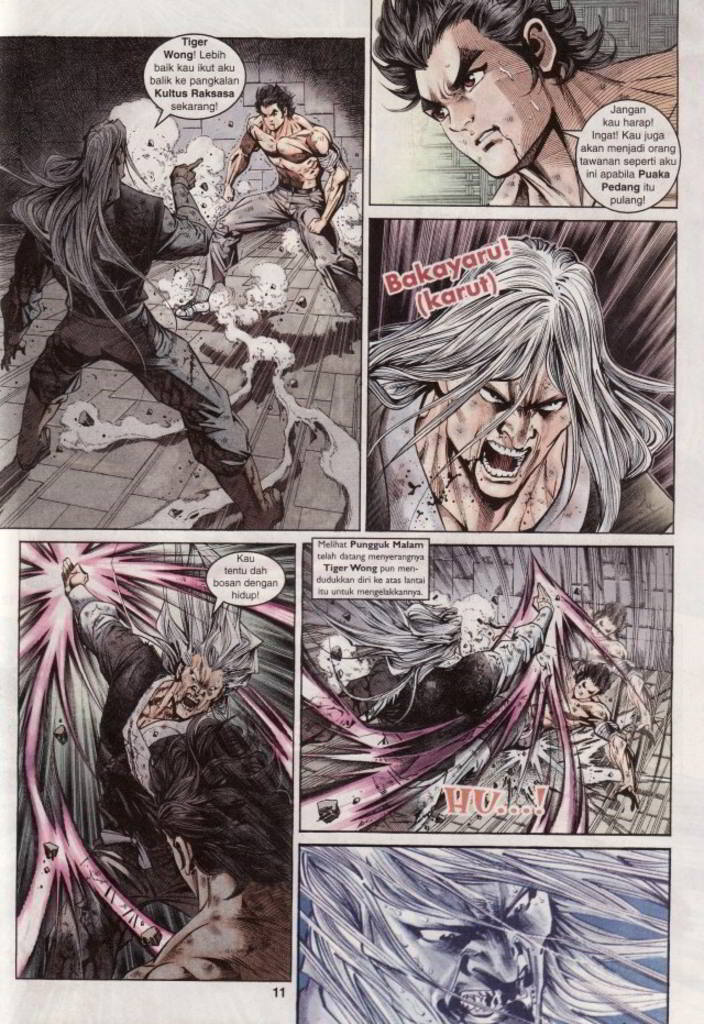 Tiger
Wong! Lebih
baik kau ikut aku
balik ke pangkalan
Kultus Raksasa
sekarang!
Jangan
kau harap!
Ingat! Kau juga
akan menjadi orang
tawanan seperti aku
ini apabila Puaka
Pedang itu
pulang!
Bakayaru!
(karut)
Kau
tentu dah
bosan dengan
hidup!
Melihat Pungguk Malam
telah datang menyerangnya
Tiger Wong pun men-
dudukkan diri ke atas lantai
itu untuk mengelakkannya.
HU...!
11